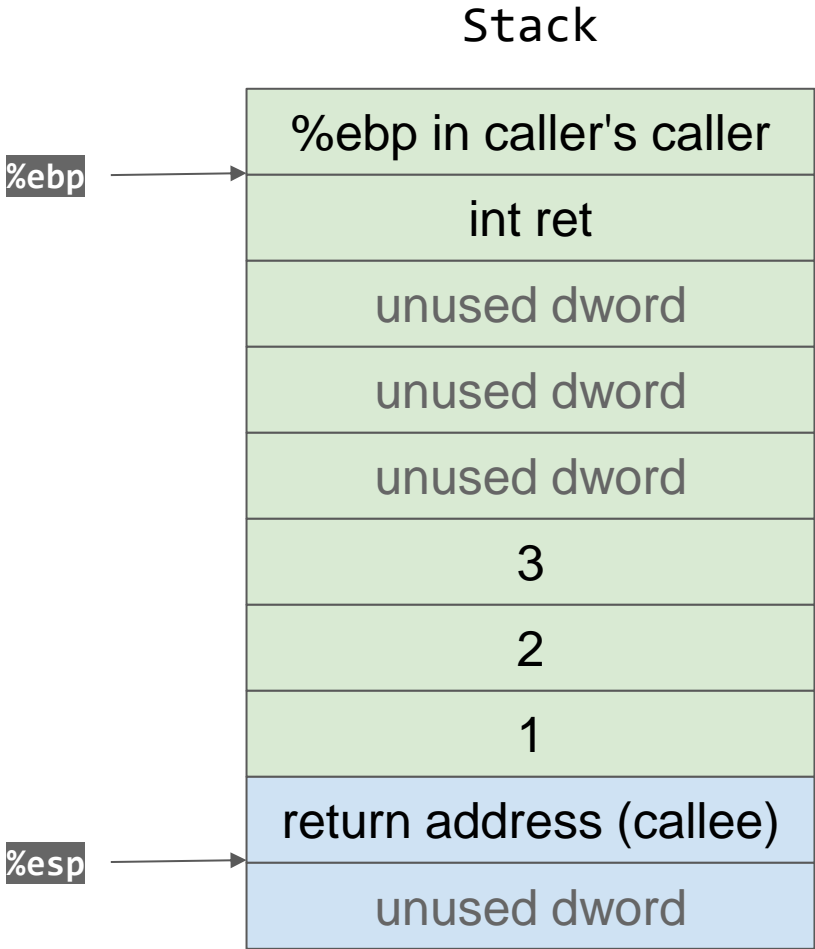 Stack
%ebp in caller's caller
%ebp
int ret
unused dword
unused dword
unused dword
3
2
1
return address (callee)
%esp
unused dword